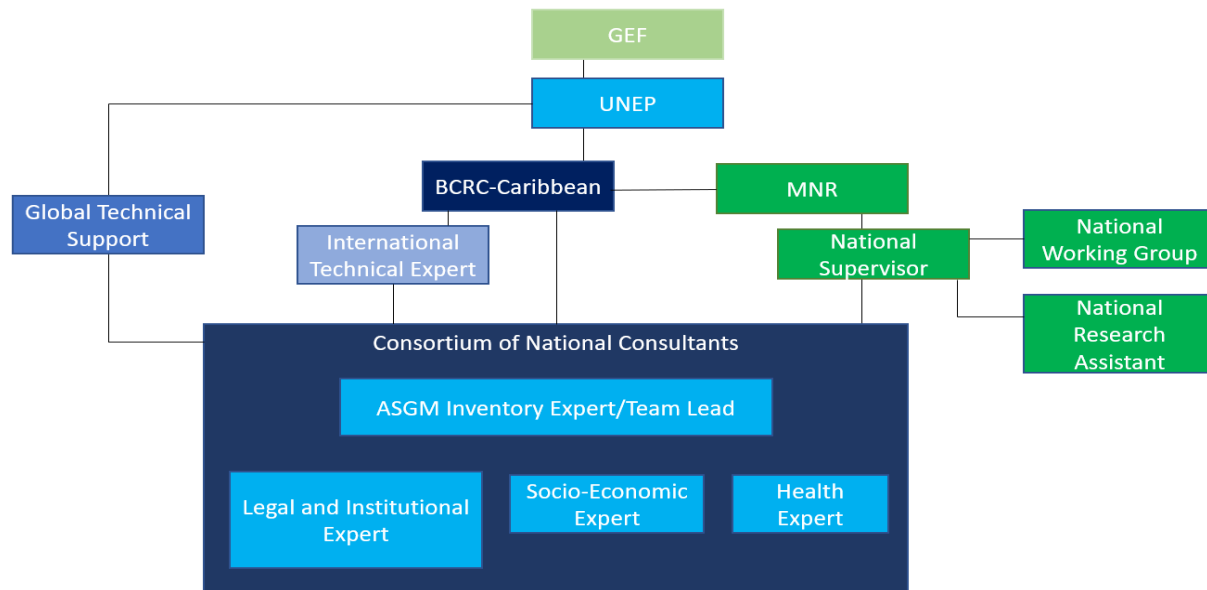 GEF
UNEP
BCRC-Caribbean
MNR
Global Technical
Support
International
Technical Expert
National
Supervisor
National
Working Group
National
Research
Assistant
Consortium of National Consultants
ASGM Inventory Expert/Team Lead
Legal and Institutional
Expert
Socio-Economic
Expert
Health
Expert